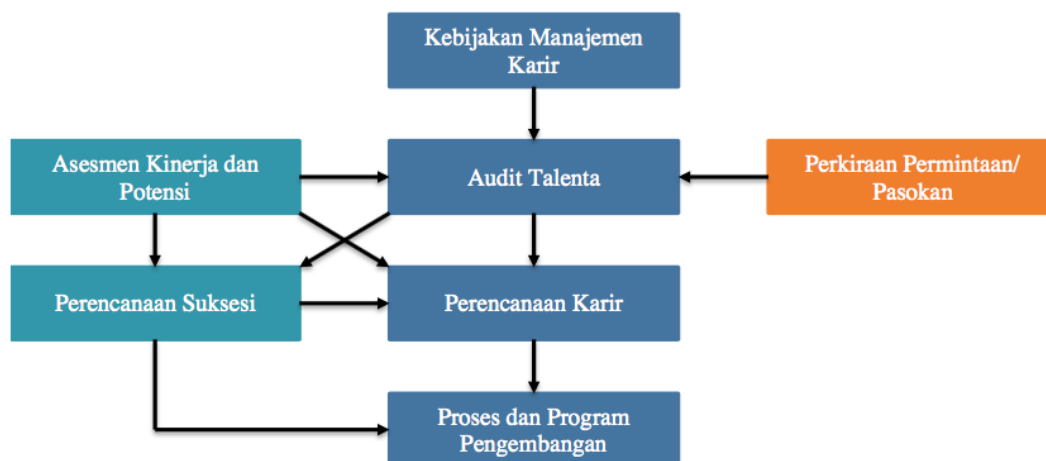 Kebijakan Manajemen
Karir
Asesmen Kinerja dan
Potensi
Audit Talenta
Perkiraan Permintaan/
Pasokan
Perencanaan Suksesi
Perencanaan Karir
Proses dan Program
Pengembangan